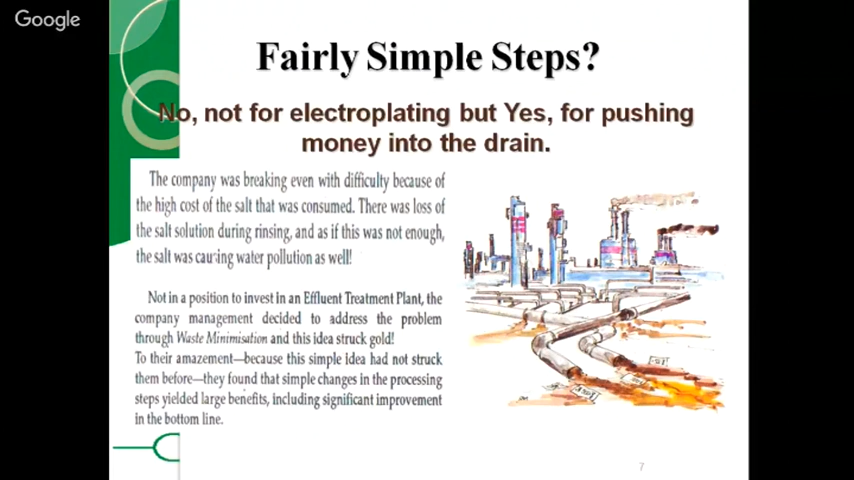 Google
Fairly Simple Steps?
No, not for electroplating but Yes, for pushing
money into the drain.
The company was breaking even with difficulty because of
the high cost of the salt that was consumed. There was loss of
the salt solution during rinsing, and as if this was not enough,
the salt was causing water pollution as well!
Not in a position to invest in an Effluent Treatment Plant, the
company management decided to address the problem
through Waste Minimisation and this idea struck gold!
To their amazement—because this simple idea had not struck
them before—they found that simple changes in the processing
steps yielded large benefits, including significant improvement
in the bottom line.
7